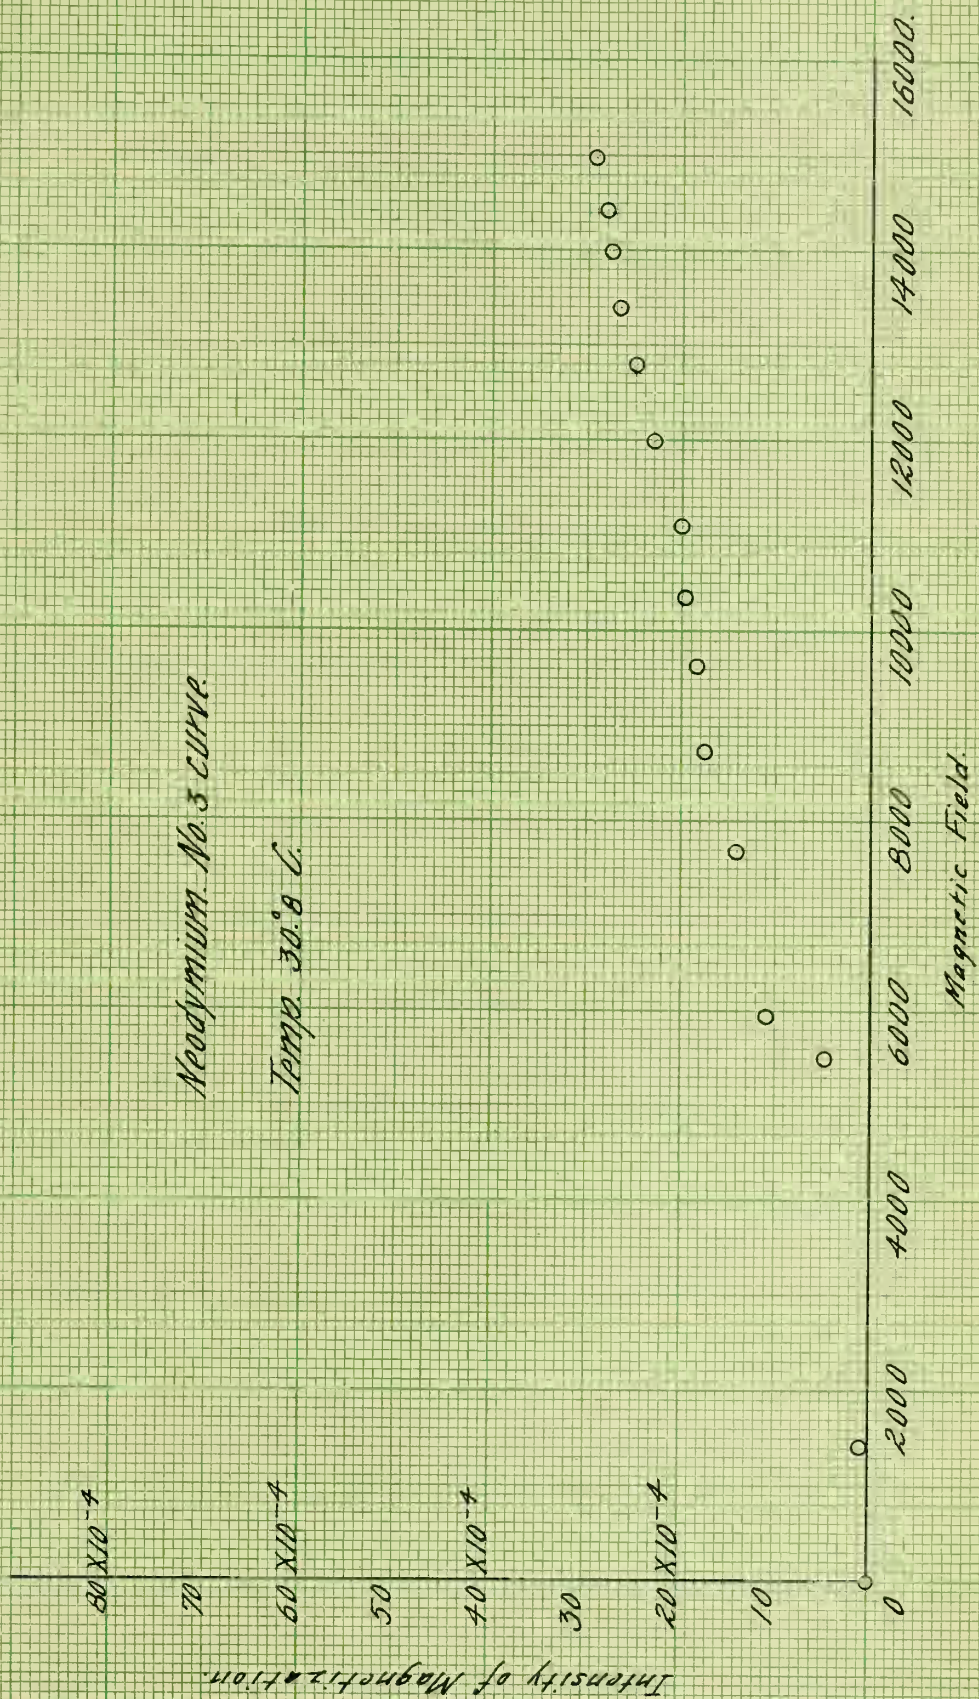 Neodymium. No. 3 curve.
Temp. 30.°8 C.
Intensity of Magnetization.
80 X10⁻⁴
70
60 X10⁻⁴
50
40 X10⁻⁴
30
20 X10⁻⁴
10
0
2000
4000
6000
8000
10000
12000
14000
16000.
Magnetic Field.